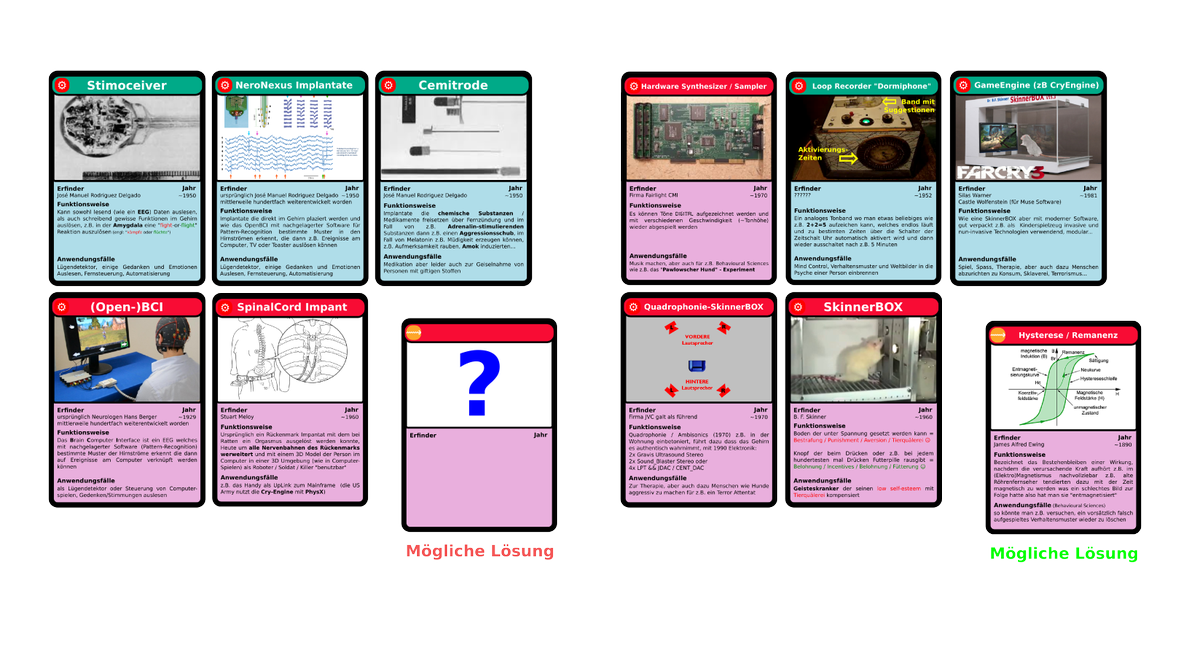 Stimoceiver
Erfinder Jahr
José Manuel Rodriguez Delgado ~1950
Funktionsweise
Kann sowohl lesend (wie ein EEG) Daten auslesen,
als auch schreibend gewisse Funktionen im Gehirn
auslösen, z.B. in der Amygdala eine "fight-or-flight"
Reaktion auszulösen
Anwendungsfälle
Lügendetektor, einige Gedanken und Emotionen
Auslesen, Fernsteuerung, Automatisierung
NeroNexus Implantate
Erfinder Jahr
ursprünglich José Manuel Rodriguez Delgado ~1950
mittlerweile hundertfach weiterentwickelt worden
Funktionsweise
Implantate die direkt im Gehirn plaziert werden und
wie das OpenBCI mit nachgelagerter Software für
Pattern-Recognition bestimmte Muster in den
Hirnströmen erkennt, die dann z.B. Ereignisse am
Computer, TV oder Toaster auslösen können
Anwendungsfälle
Lügendetektor, einige Gedanken und Emotionen
Auslesen, Fernsteuerung, Automatisierung
Cemitrode
Erfinder Jahr
José Manuel Rodriguez Delgado ~1950
Funktionsweise
Implantate die chemische Substanzen /
Medikamente freisetzen über Fernzündung und im
Fall von z.B. Adrenalin-stimulierenden
Substanzen dann z.B. einen Aggressionsschub, im
Fall von Melatonin z.B. Müdigkeit erzeugen können,
z.B. Aufmerksamkeit rauben, Amok induzierten...
Anwendungsfälle
Medikation aber leider auch zur Geiselnahme von
Personen mit giftigen Stoffen
Hardware Synthesizer / Sampler
Erfinder Jahr
Firma Fairlight CMI ~1970
Funktionsweise
Es können Töne DIGITAL aufgezeichnet werden und
mit verschiedenen Geschwindigkeit (~Tonhöhe)
wieder abgespielt werden
Anwendungsfälle
Musik machen, aber auch für z.B. Behavioural Sciences
wie z.B. das "Pawlowscher Hund" - Experiment
Loop Recorder "Dormiphone"
Band mit
Suggestionen
Aktivierungs-
Zeiten
Erfinder Jahr
?????? ~1952
Funktionsweise
Ein analoges Tonband wo man etwas beliebiges wie
z.B. 2+2=5 aufzeichen kann, welches endlos läuft
und zu bestimten Zeiten über die Schalter der
Zeitschalt Uhr automatisch aktivert wird und dann
wieder ausschaltet nach z.B. 5 Minuten
Anwendungsfälle
Mind Control, Verhaltensmuster und Weltbilder in die
Psyche einer Person einbrennen
GameEngine (zB CryEngine)
SkinnerBOX
FARCRY 3
Erfinder Jahr
Silas Warner ~1981
Castle Wolfenstein (für Muse Software)
Funktionsweise
Wie eine SkinnerBOX aber mit moderner Software,
gut verpackt z.B. als Kinderspielzeug invasive und
nun-invasive Technologien verwendend, modular...
Anwendungsfälle
Spiel, Spass, Therapie, aber auch dazu Menschen
abzurichten zu Konsum, Sklaverei, Terrorismus...
(Open-)BCI
Erfinder Jahr
ursprünglich Neurologen Hans Berger ~1929
mittlerweile hundertfach weiterentwickelt worden
Funktionsweise
Das Brain Computer Interface ist ein EEG welches
mit nachgelagerter Software (Pattern-Recognition)
bestimmte Muster der Hirnströme erkennt die dann
auf Ereignisse am Computer verknüpft werden
können
Anwendungsfälle
als Lügendetektor oder Steuerung von Computer-
spielen, Gedenken/Stimmungen auslesen
SpinalCord Impant
Erfinder Jahr
Stuart Meloy ~1960
Funktionsweise
Ursprünglich ein Rückenmark Impantat mit dem bei
Ratten ein Orgasmus ausgelöst werden konnte,
Heute um alle Nervenbahnen des Rückenmarks
erweitert und mit einem 3D Model der Person im
Computer in einer 3D Umgebung (wie in Computer-
Spielen) als Roboter / Soldat / Killer "benutzbar"
Anwendungsfälle
z.B. das Handy als UpLink zum Mainframe (die US
Army nutzt die Cry-Engine mit PhysX)
?
Erfinder Jahr
Mögliche Lösung
Quadrophonie-SkinnerBOX
VORDERE
Lautsprecher
HINTERE
Lautsprecher
Erfinder Jahr
Firma JVC galt als führend ~1970
Funktionsweise
Quadrophonie / Ambisonics (1970) z.B. in der
Wohnung eintöniert, führt dazu dass das Gehirn
es authentisch wahrnimmt, mit 1990 Elektronik:
2x Gravis Ultrasound Stereo
2x Sound_Blaster Stereo oder
4x LPT && JDAC / CENT_DAC
Anwendungsfälle
Zur Therapie, aber auch dazu Menschen wie Hunde
aggressiv zu machen für z.B. ein Terror Attentat
SkinnerBOX
Erfinder Jahr
B. F. Skinner ~1960
Funktionsweise
Boden der unter Spannung gesetzt werden kann =
Bestrafung / Punishment / Aversion / Tierquälerei ☹
Knopf der beim Drücken oder z.B. bei jedem
hundertesten mal Drücken Futterpille rausgibt =
Belohnung / Incentives / Belohnung / Fütterung ☺
Anwendungsfälle
Geisteskranker der seinen low self-esteem mit
Tierquälerei kompensiert
Hysterese / Remanenz
magnetische
Induktion (B)
B
Remanenz
Br
Sättigung
Entmagneti-
sierungskurve
Neukurve
Hystereseschleife
Hc
Koerzitiv-
feldstärke
Magnetische
Feldstärke (H)
H
unmagnetischer
Zustand
Erfinder Jahr
James Alfred Ewing ~1890
Funktionsweise
Bezeichnet das Bestehenbleiben einer Wirkung,
nachdem die verursachende Kraft aufhört z.B. im
(Elektro)Magnetismus nachvollziebar z.B. alte
Röhrenfernseher tendierten dazu mit der Zeit
magnetisch zu werden was ein schlechtes Bild zur
Folge hatte also hat man sie "entmagnetisiert"
Anwendungsfälle (Behavioural Sciences)
so könnte man z.B. versuchen, ein vorsätzlich falsch
aufgespieltes Verhaltensmuster wieder zu löschen
Mögliche Lösung